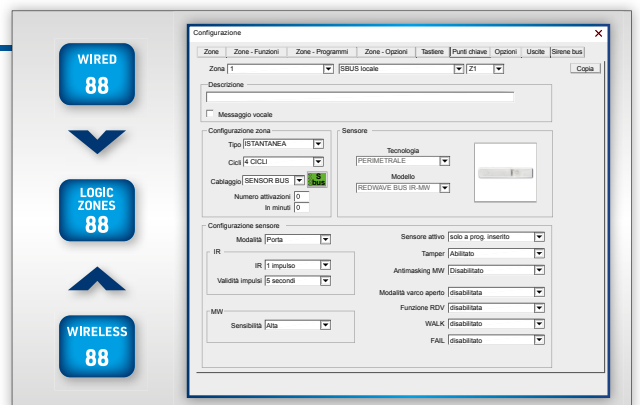 WIRED
88
LOGIC
ZONES
88
WIRELESS
88
Configurazione
X
Zone Zone - Funzioni Zone - Programmi Zone - Opzioni Tastiere Punti chiave Opzioni Uscite Sirene bus
Zona 1 SBUS locale Z1 Copia
Descrizione
Messaggio vocale
Configurazione zona
Tipo ISTANTANEA
Cicli 4 CICLI
Cablaggio SENSOR BUS S bus
Numero attivazioni 0
In minuti 0
Sensore
Tecnologia
PERIMETRALE
Modello
REDWAVE BUS IR-MW
Configurazione sensore
Modalità Porta
IR
IR 1 impulso
Validità impulsi 5 secondi
MW
Sensibilità Alta
Sensore attivo solo a prog. inserito
Tamper Abilitato
Antimasking MW Disabilitato
Modalità varco aperto disabilitata
Funzione RDV disabilitato
WALK disabilitato
FAIL disabilitato